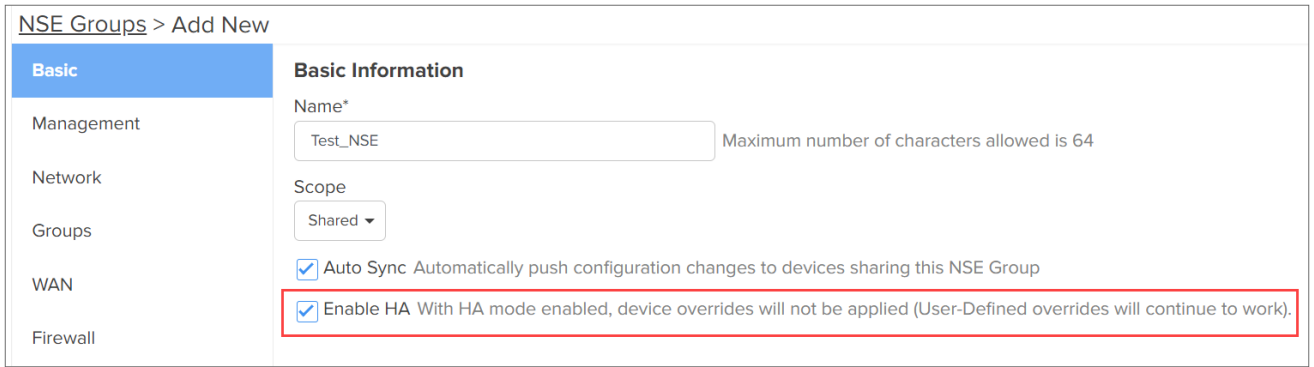 NSE Groups > Add New
Basic
Management
Network
Groups
WAN
Firewall
Basic Information
Name*
Test_NSE Maximum number of characters allowed is 64
Scope
Shared
Auto Sync Automatically push configuration changes to devices sharing this NSE Group
Enable HA With HA mode enabled, device overrides will not be applied (User-Defined overrides will continue to work).